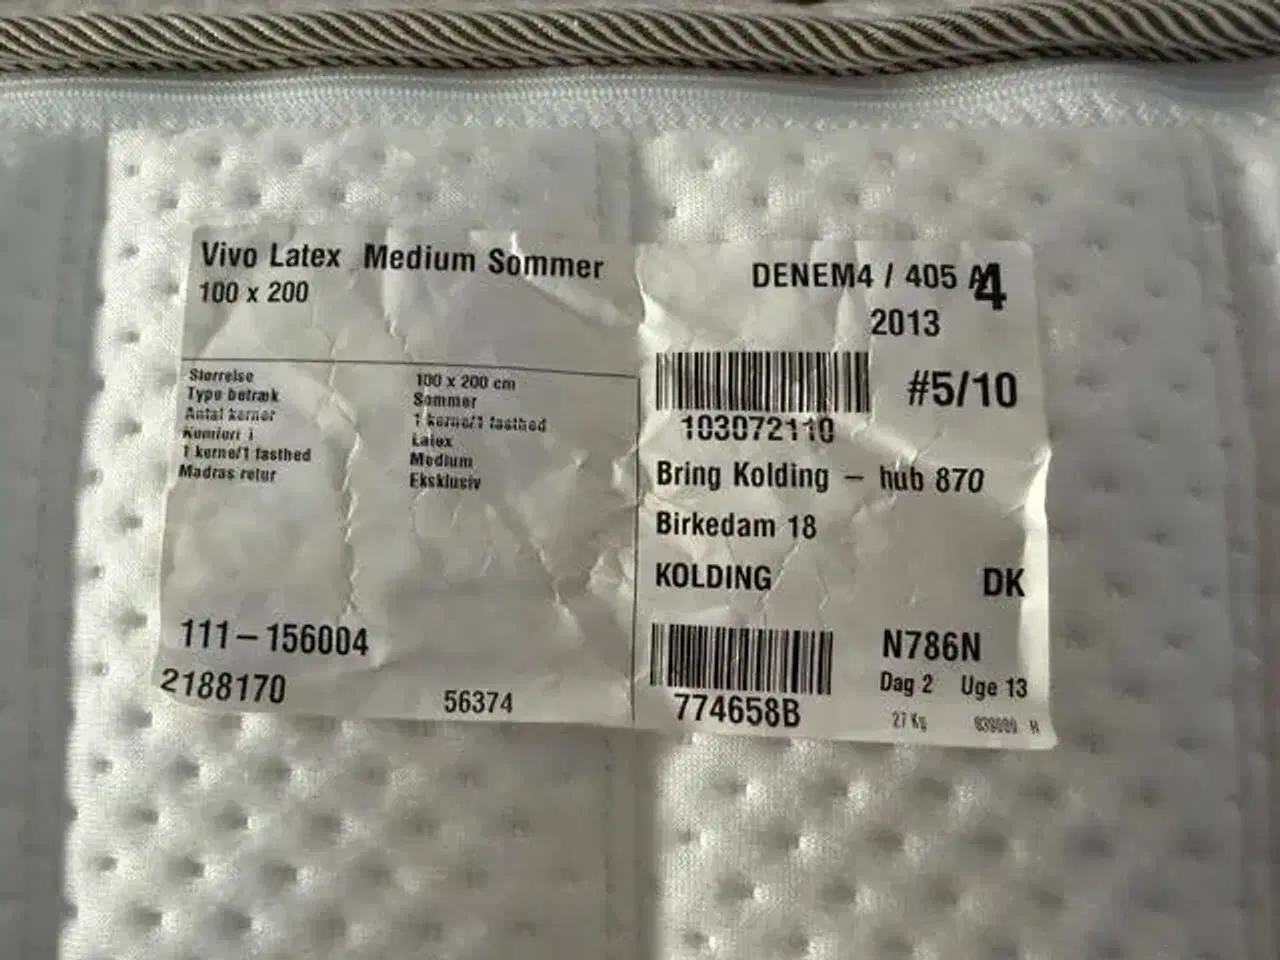 Vivo Latex Medium Sommer
100 x 200
Størrelse 100 x 200 cm
Type betræk Sommer
Antal kerner 1 kerne/1 fasthed
Komfort i Latex
1 kerne/1 fasthed Medium
Madras retur Eksklusiv
111-156004
2188170 56374
DENEM4 / 405 4
2013
#5/10
103072110
Bring Kolding - hub 870
Birkedam 18
KOLDING DK
N786N
Dag 2 Uge 13
774658B
27 Kg H